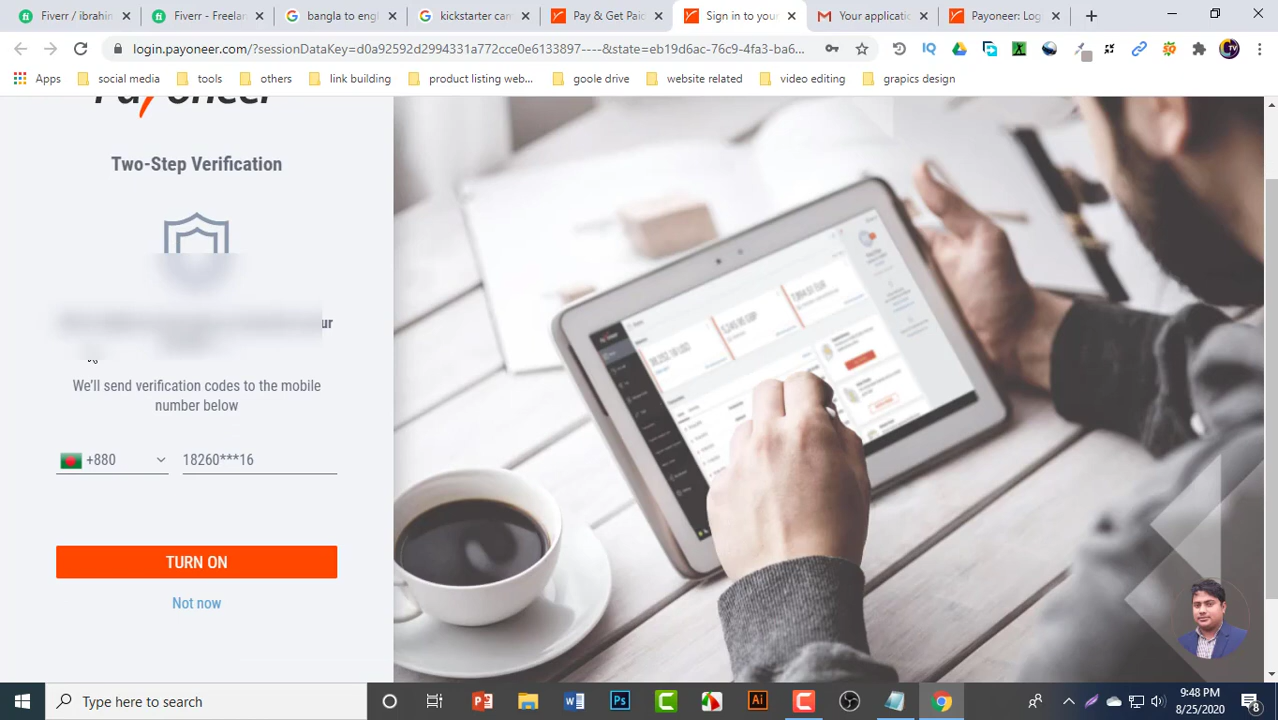 Fiverr / ibrahim
Fiverr - Freelan
bangla to engl
kickstarter cam
Pay & Get Paid
Sign in to your
Your applicatio
Payoneer: Log
login.payoneer.com/?sessionDataKey=d0a92592d2994331a772cce0e6133897----&state=eb19d6ac-76c9-4fa3-ba6...
Apps
social media
tools
others
link building
product listing web...
goole drive
website related
video editing
grapics design
Payoneer
Two-Step Verification
ur
We'll send verification codes to the mobile
number below
+880
18260***16
TURN ON
Not now
Type here to search
9:48 PM
8/25/2020